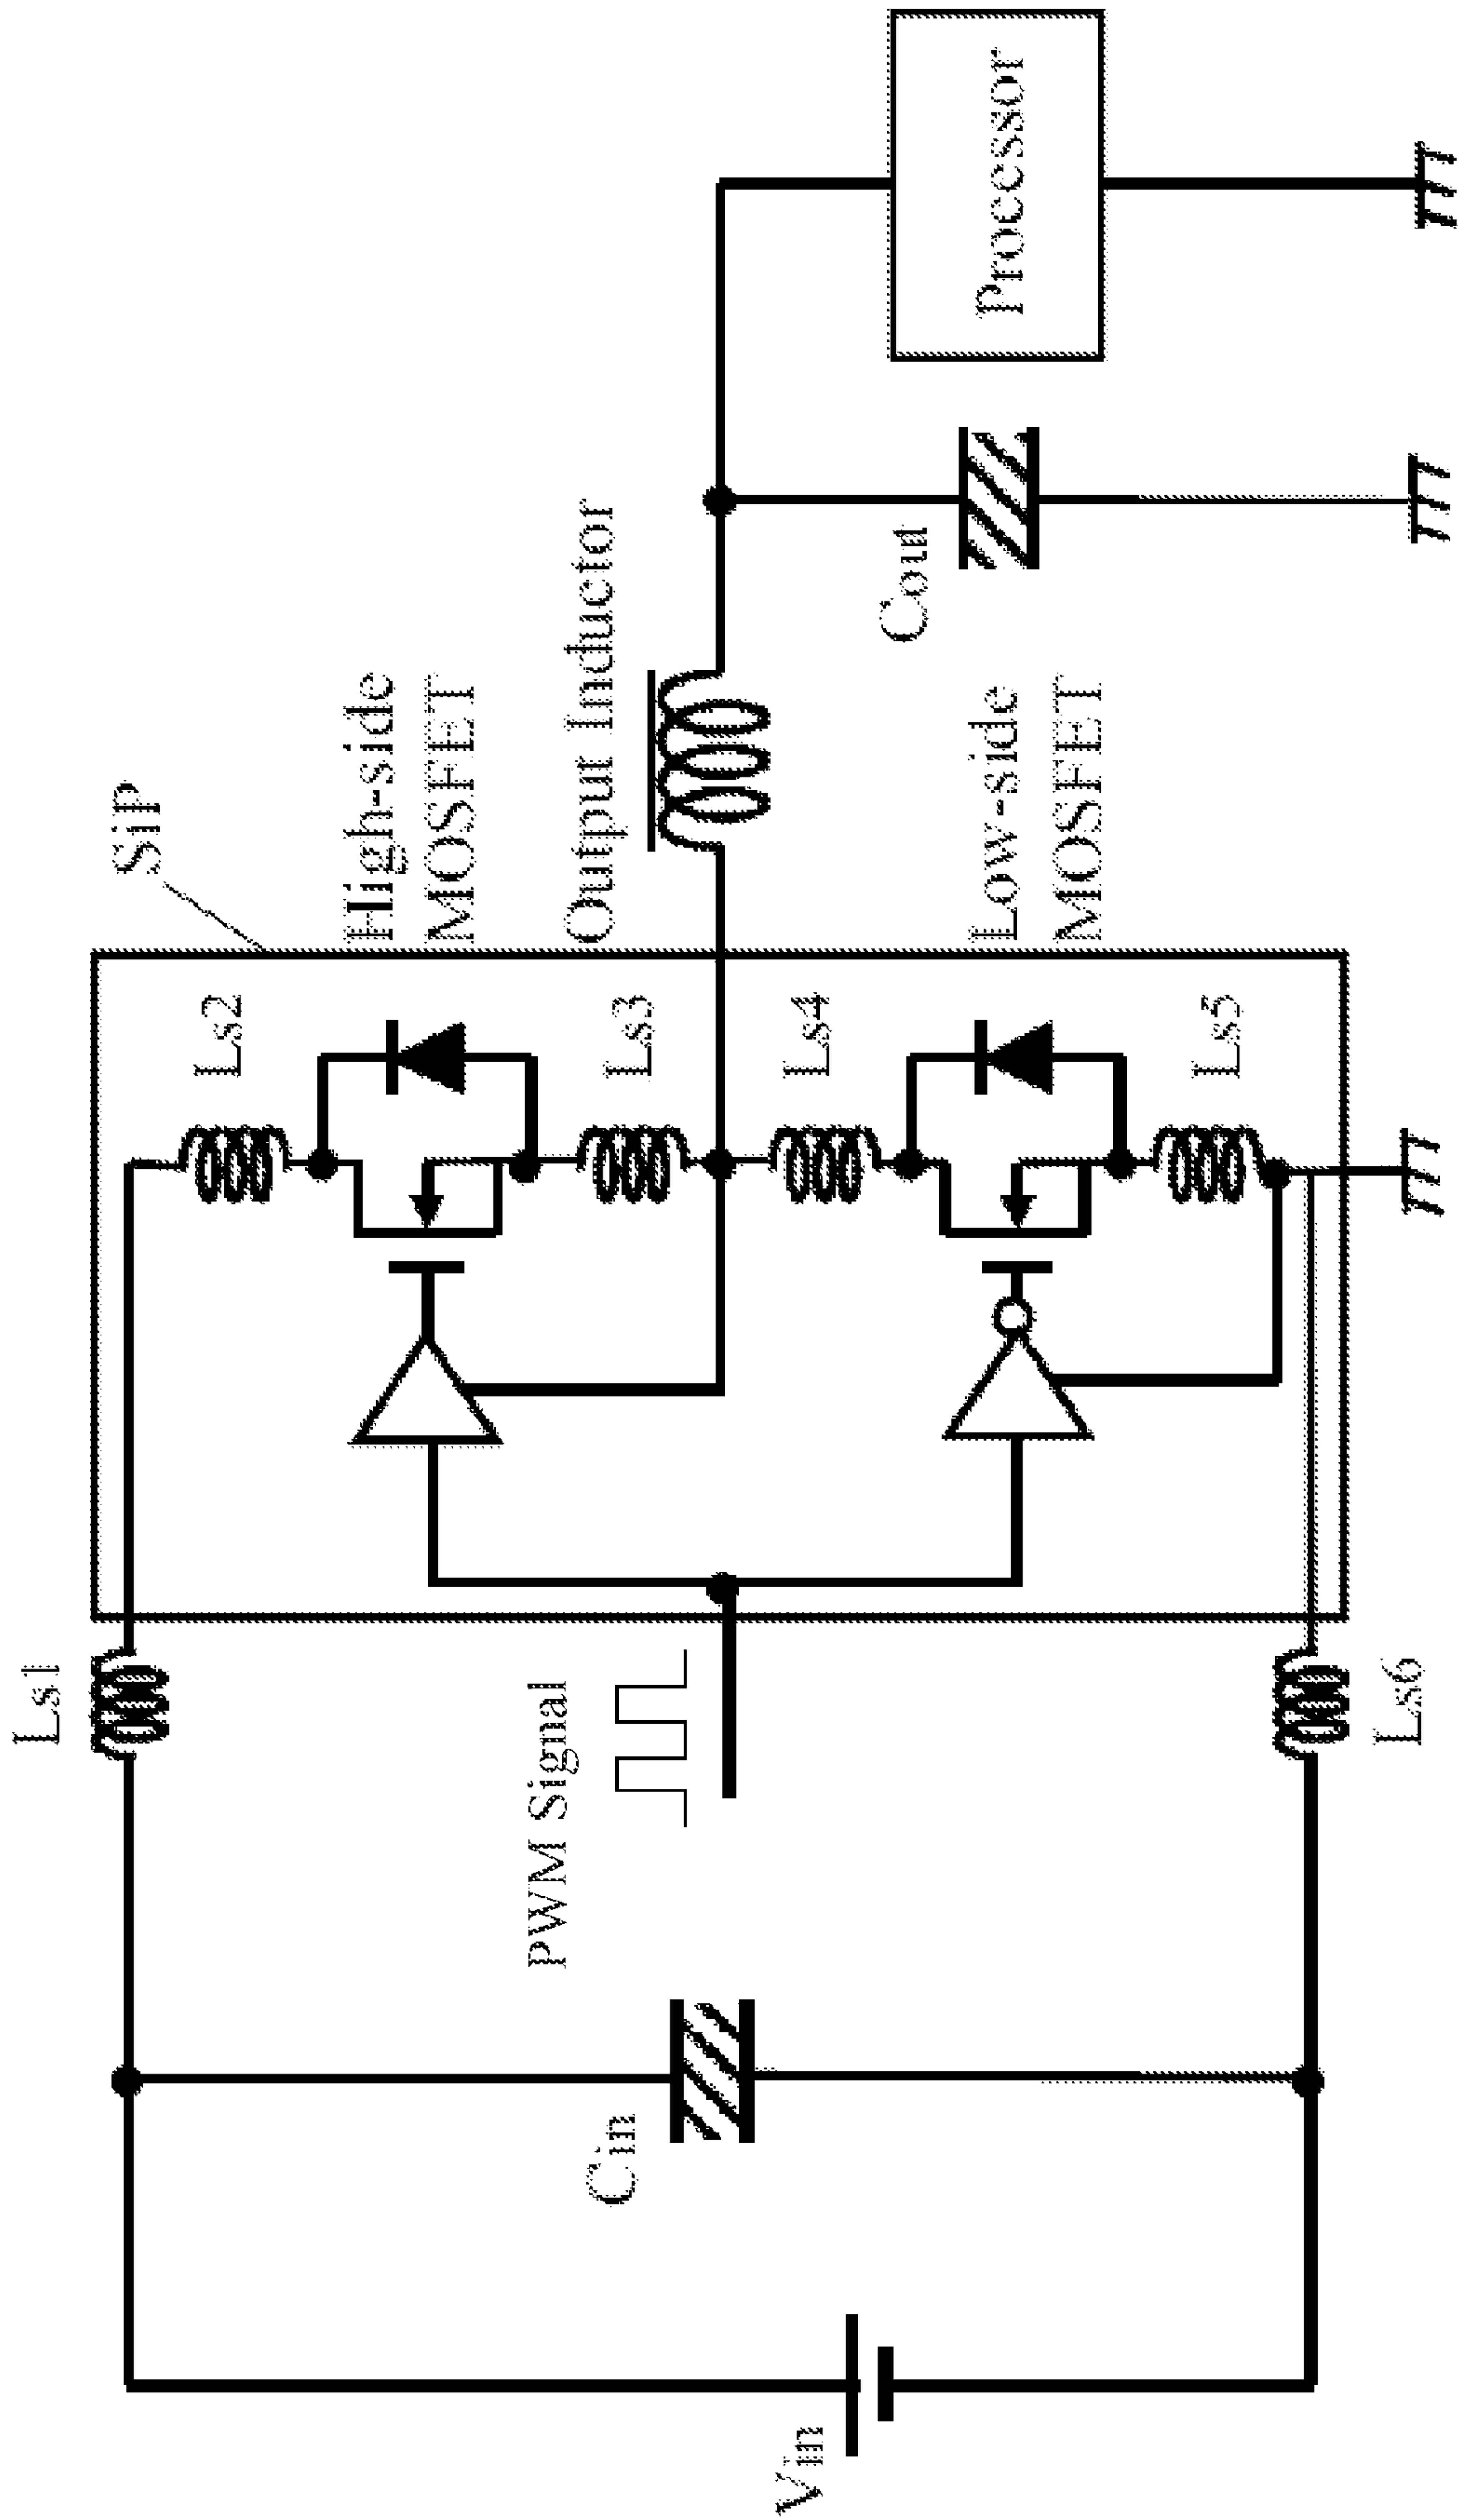 Vin
Cin
PWM Signal
Ls1
Ls6
SiP
Ls2
Ls3
Ls4
Ls5
High-side
MOSFET
Output Inductor
Low-side
MOSFET
Cout
Processor